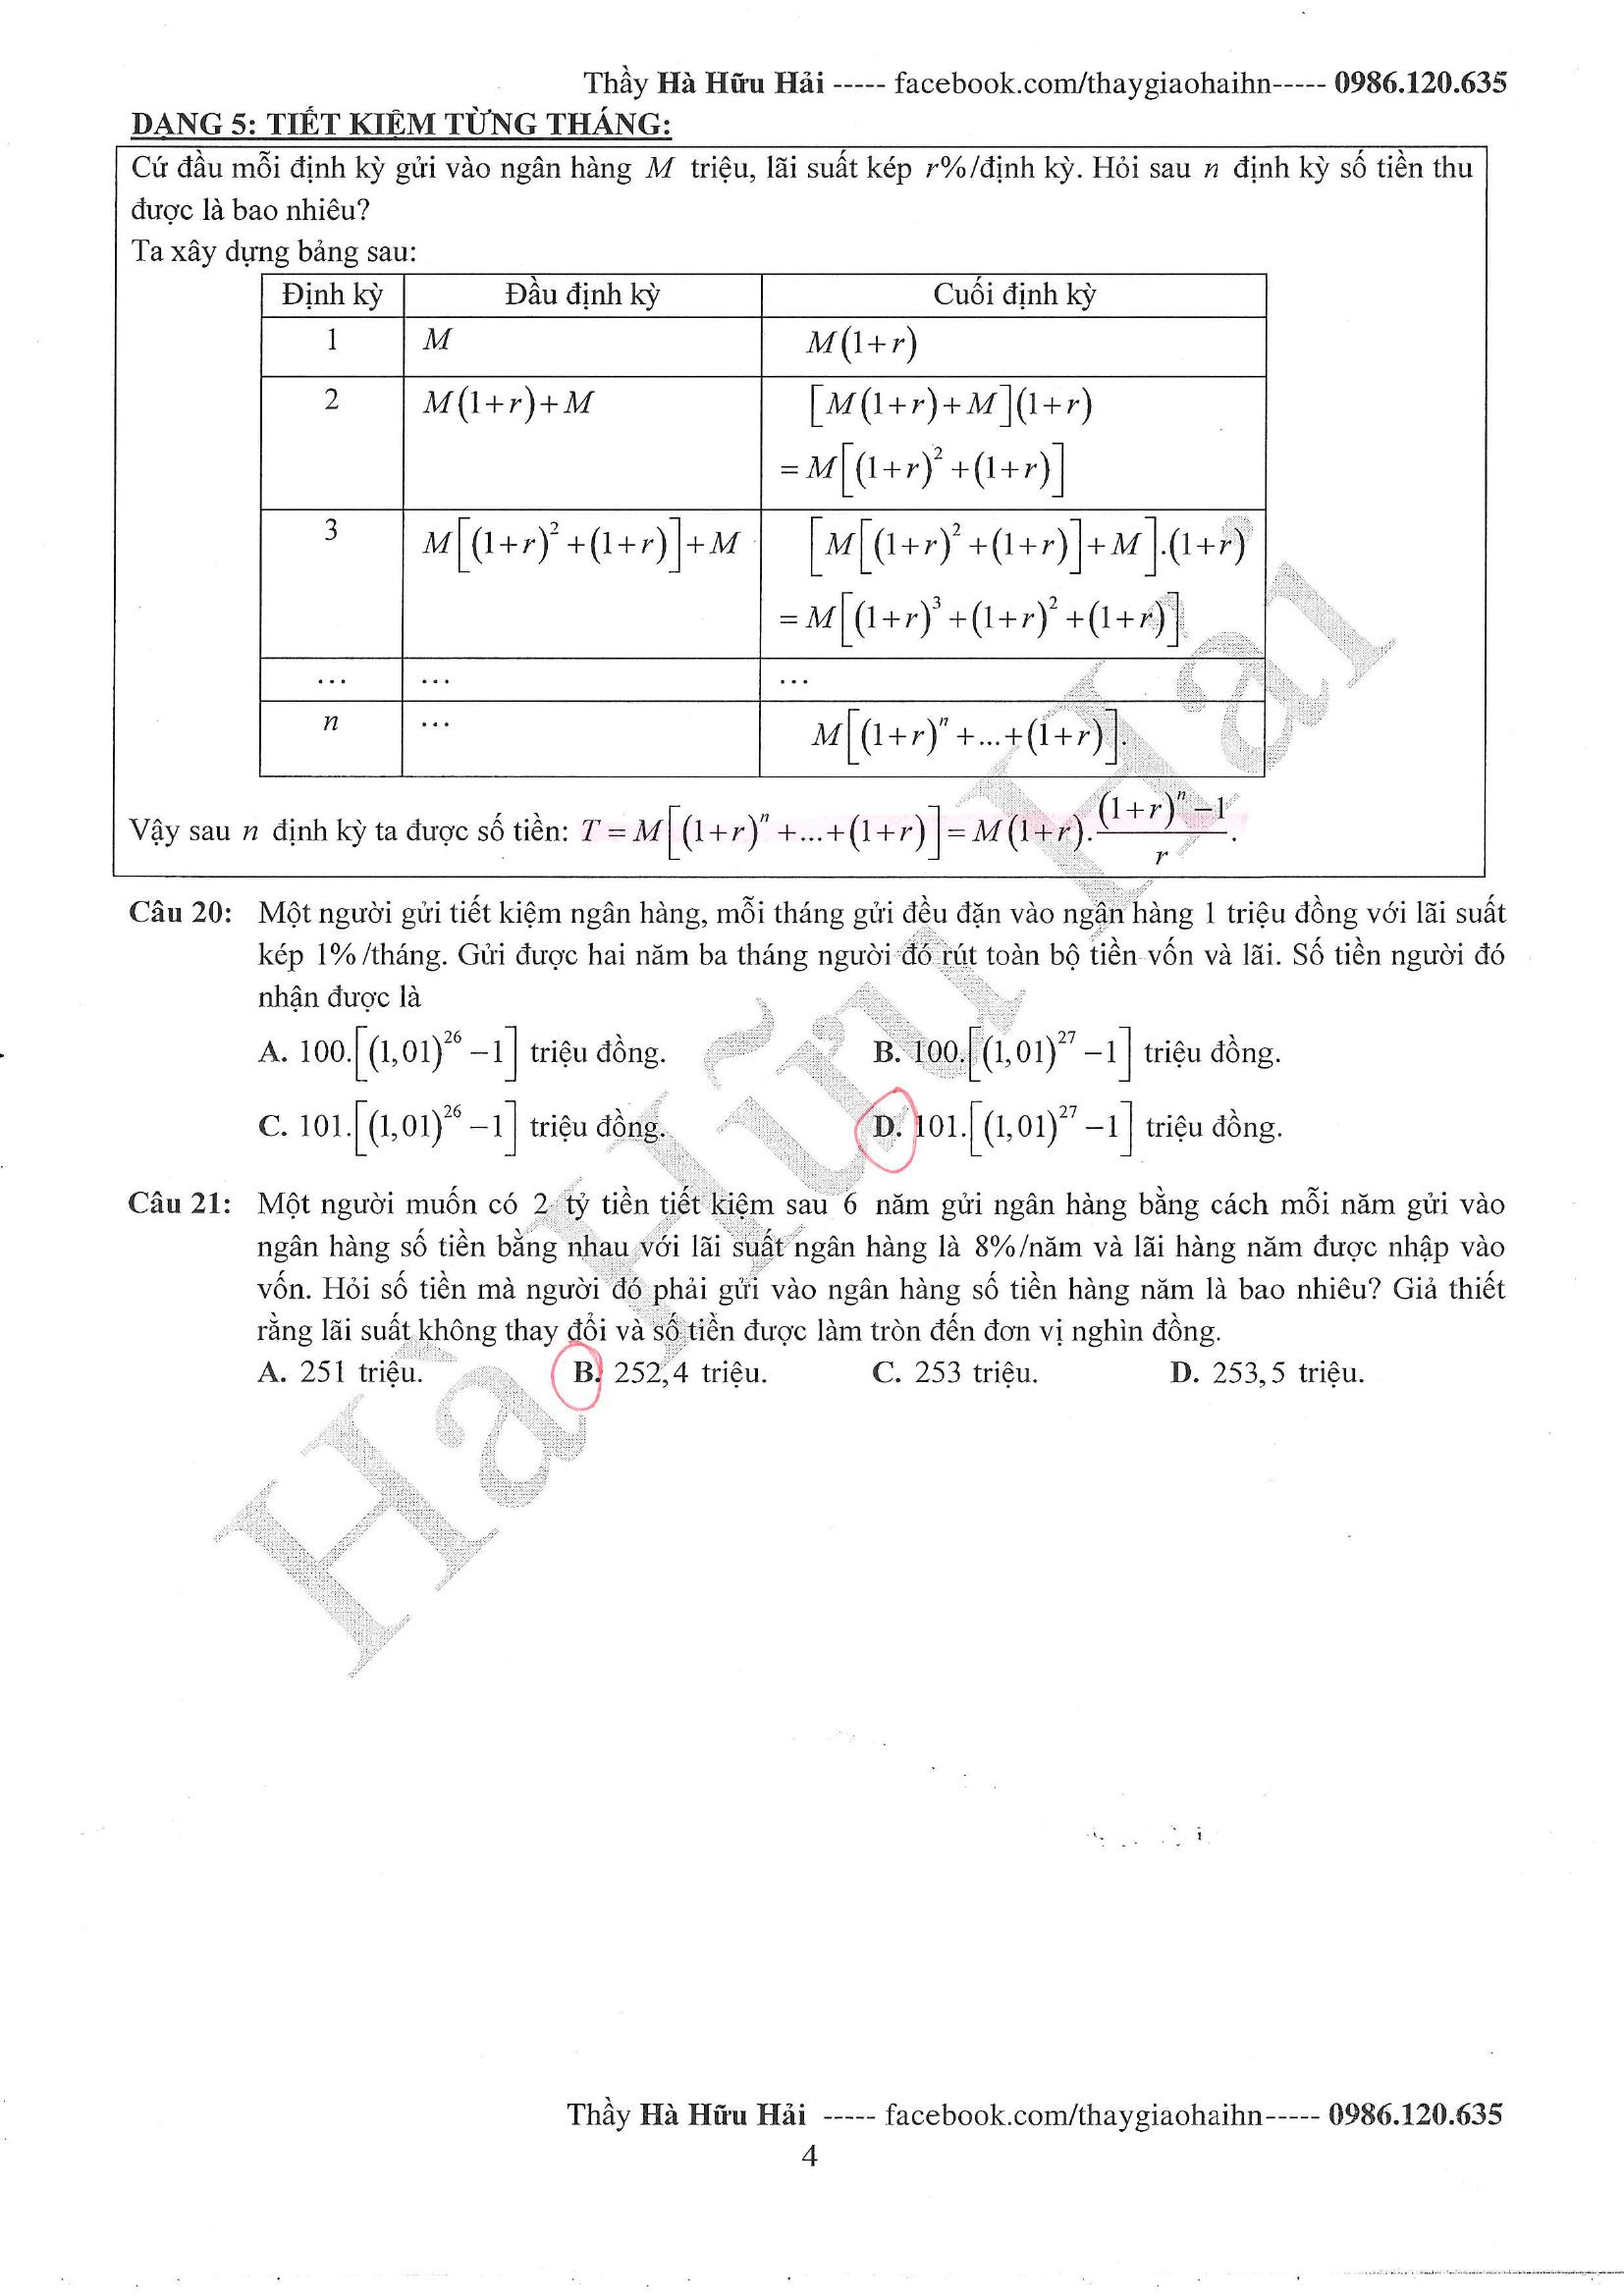 Thầy Hà Hữu Hải ----- facebook.com/thaygiaohaihn----- 0986.120.635
DẠNG 5: TIẾT KIỆM TỪNG THÁNG:
Cứ đầu mỗi định kỳ gửi vào ngân hàng M triệu, lãi suất kép r%/định kỳ. Hỏi sau n định kỳ số tiền thu
được là bao nhiêu?
Ta xây dựng bảng sau:
Định kỳ Đầu định kỳ Cuối định kỳ
1 M M(1+r)
2 M(1+r)+M [M(1+r)+M](1+r)
=M[(1+r)²+(1+r)]
3 M[(1+r)²+(1+r)]+M [M[(1+r)²+(1+r)]+M].(1+r)
=M[(1+r)³+(1+r)²+(1+r)]
... ... ...
n ... M[(1+r)ⁿ+...+(1+r)].
Vậy sau n định kỳ ta được số tiền: T=M[(1+r)ⁿ+...+(1+r)]=M(1+r).((1+r)ⁿ−1)/r.
Câu 20: Một người gửi tiết kiệm ngân hàng, mỗi tháng gửi đều đặn vào ngân hàng 1 triệu đồng với lãi suất
kép 1%/tháng. Gửi được hai năm ba tháng người đó rút toàn bộ tiền vốn và lãi. Số tiền người đó
nhận được là
A. 100.[(1,01)²⁶−1] triệu đồng. B. 100.[(1,01)²⁷−1] triệu đồng.
C. 101.[(1,01)²⁶−1] triệu đồng. D. 101.[(1,01)²⁷−1] triệu đồng.
Câu 21: Một người muốn có 2 tỷ tiền tiết kiệm sau 6 năm gửi ngân hàng bằng cách mỗi năm gửi vào
ngân hàng số tiền bằng nhau với lãi suất ngân hàng là 8%/năm và lãi hàng năm được nhập vào
vốn. Hỏi số tiền mà người đó phải gửi vào ngân hàng số tiền hàng năm là bao nhiêu? Giả thiết
rằng lãi suất không thay đổi và số tiền được làm tròn đến đơn vị nghìn đồng.
A. 251 triệu. B. 252,4 triệu. C. 253 triệu. D. 253,5 triệu.
Hà Hữu Hải
Thầy Hà Hữu Hải ----- facebook.com/thaygiaohaihn----- 0986.120.635
4